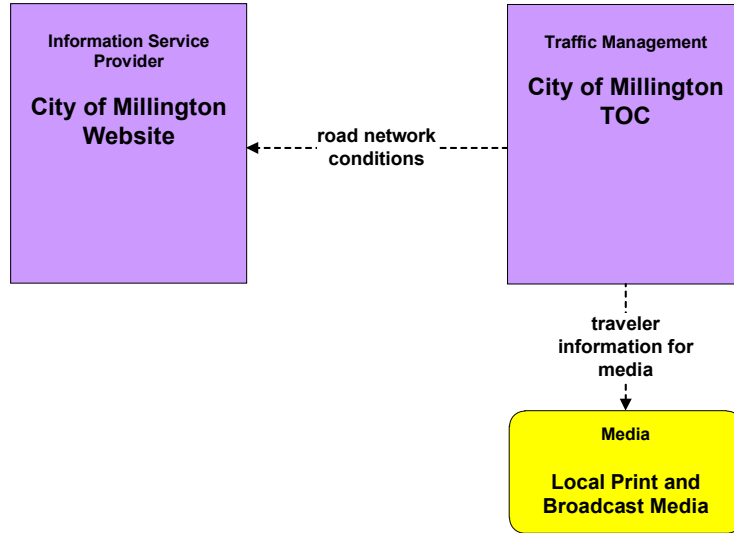 Information Service
Provider
City of Millington
Website
road network
conditions
Traffic Management
City of Millington
TOC
traveler
information for
media
Media
Local Print and
Broadcast Media